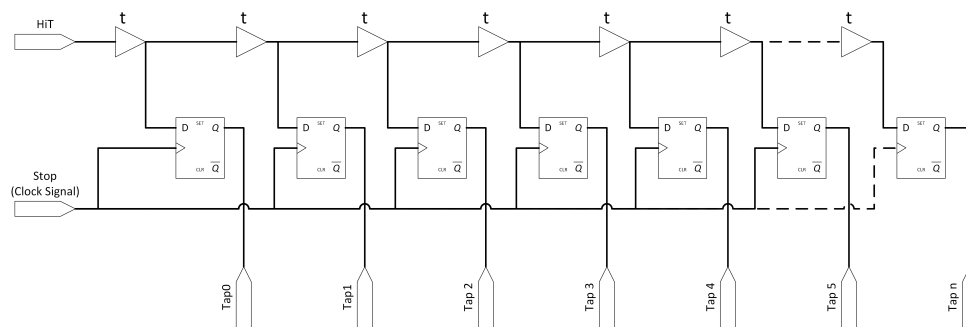 t t t t t t t
HiT
D SET Q D SET Q D SET Q D SET Q D SET Q D SET Q D SET Q
CLR Q CLR Q CLR Q CLR Q CLR Q CLR Q CLR Q
Stop
(Clock Signal)
Tap0
Tap1
Tap 2
Tap 3
Tap 4
Tap 5
Tap n